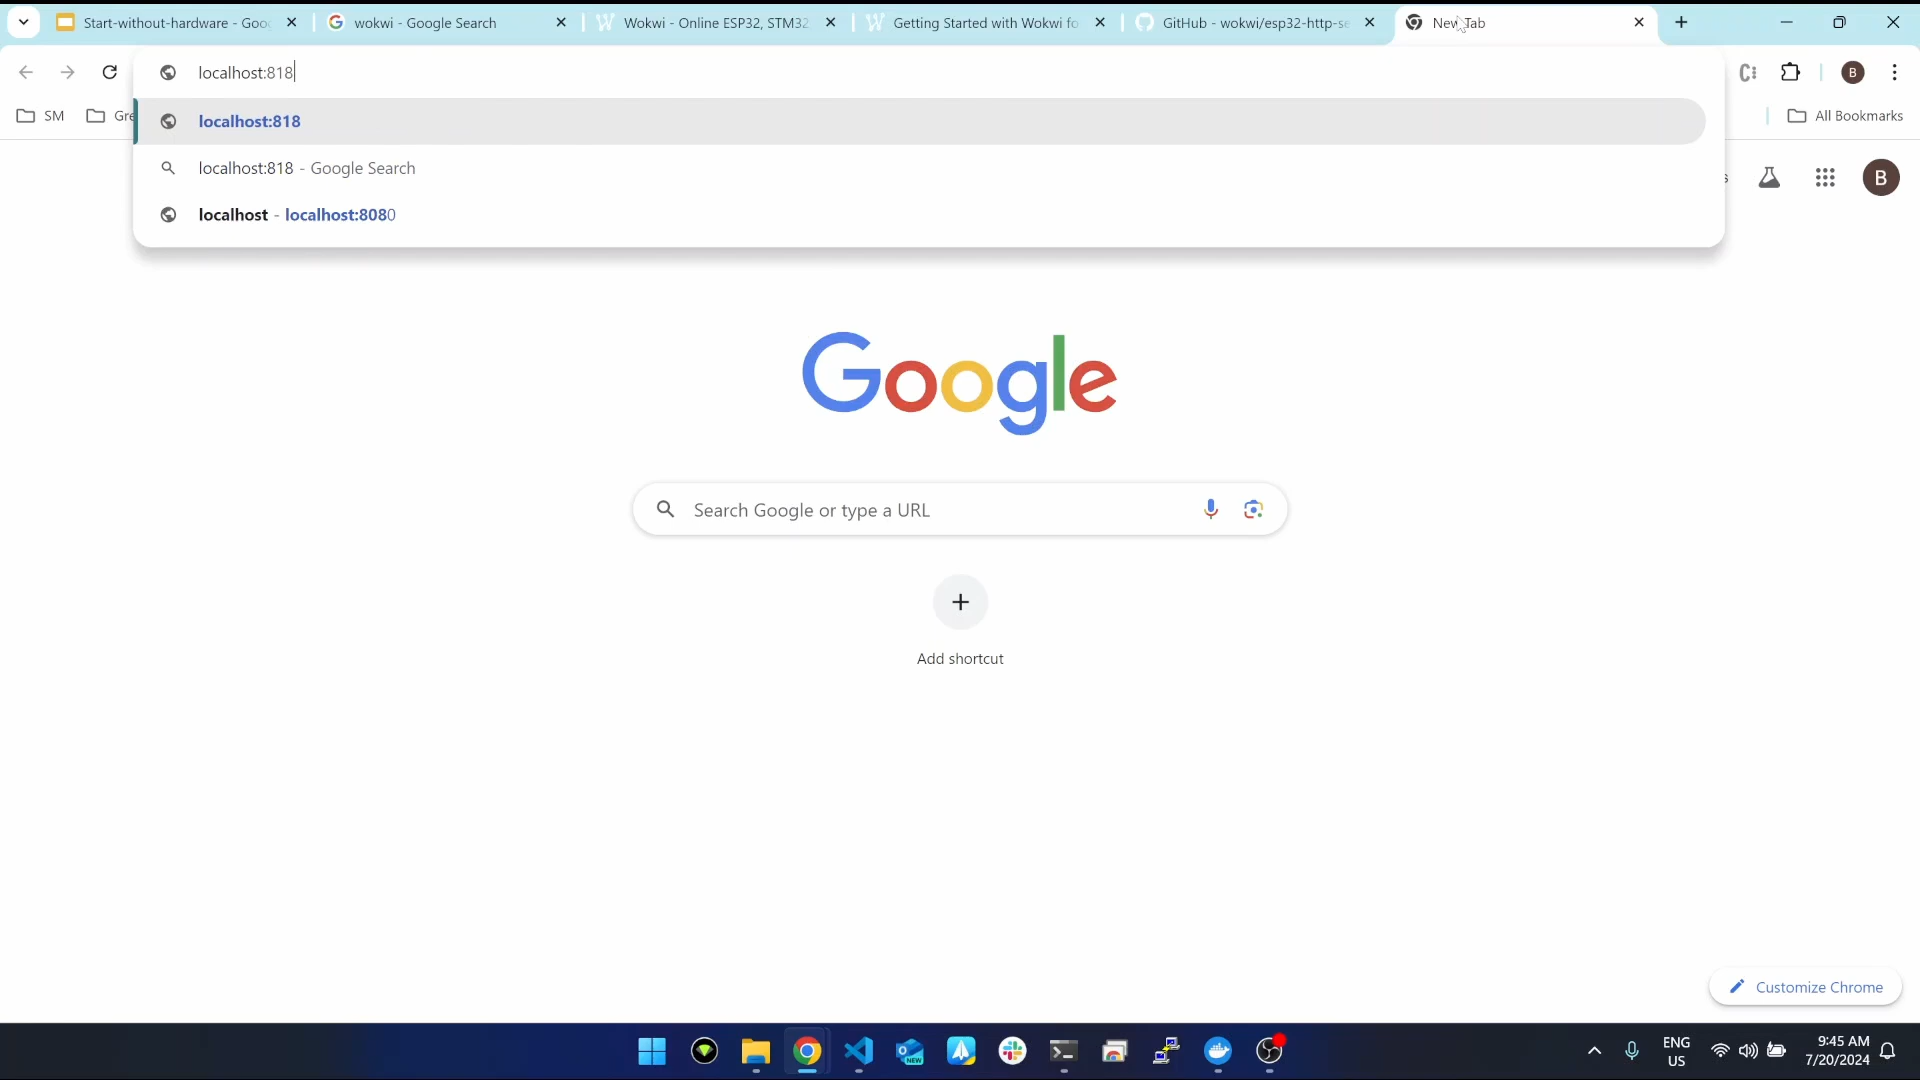 Start-without-hardware - Goo
wokwi - Google Search
Wokwi - Online ESP32, STM32
Getting Started with Wokwi fo
GitHub - wokwi/esp32-http-se
New Tab
localhost:818
B
SM
Gre
All Bookmarks
localhost:818
localhost:818 - Google Search
localhost - localhost:8080
s
B
Google
Search Google or type a URL
Add shortcut
Customize Chrome
NEW
ENG
US
9:45 AM
7/20/2024